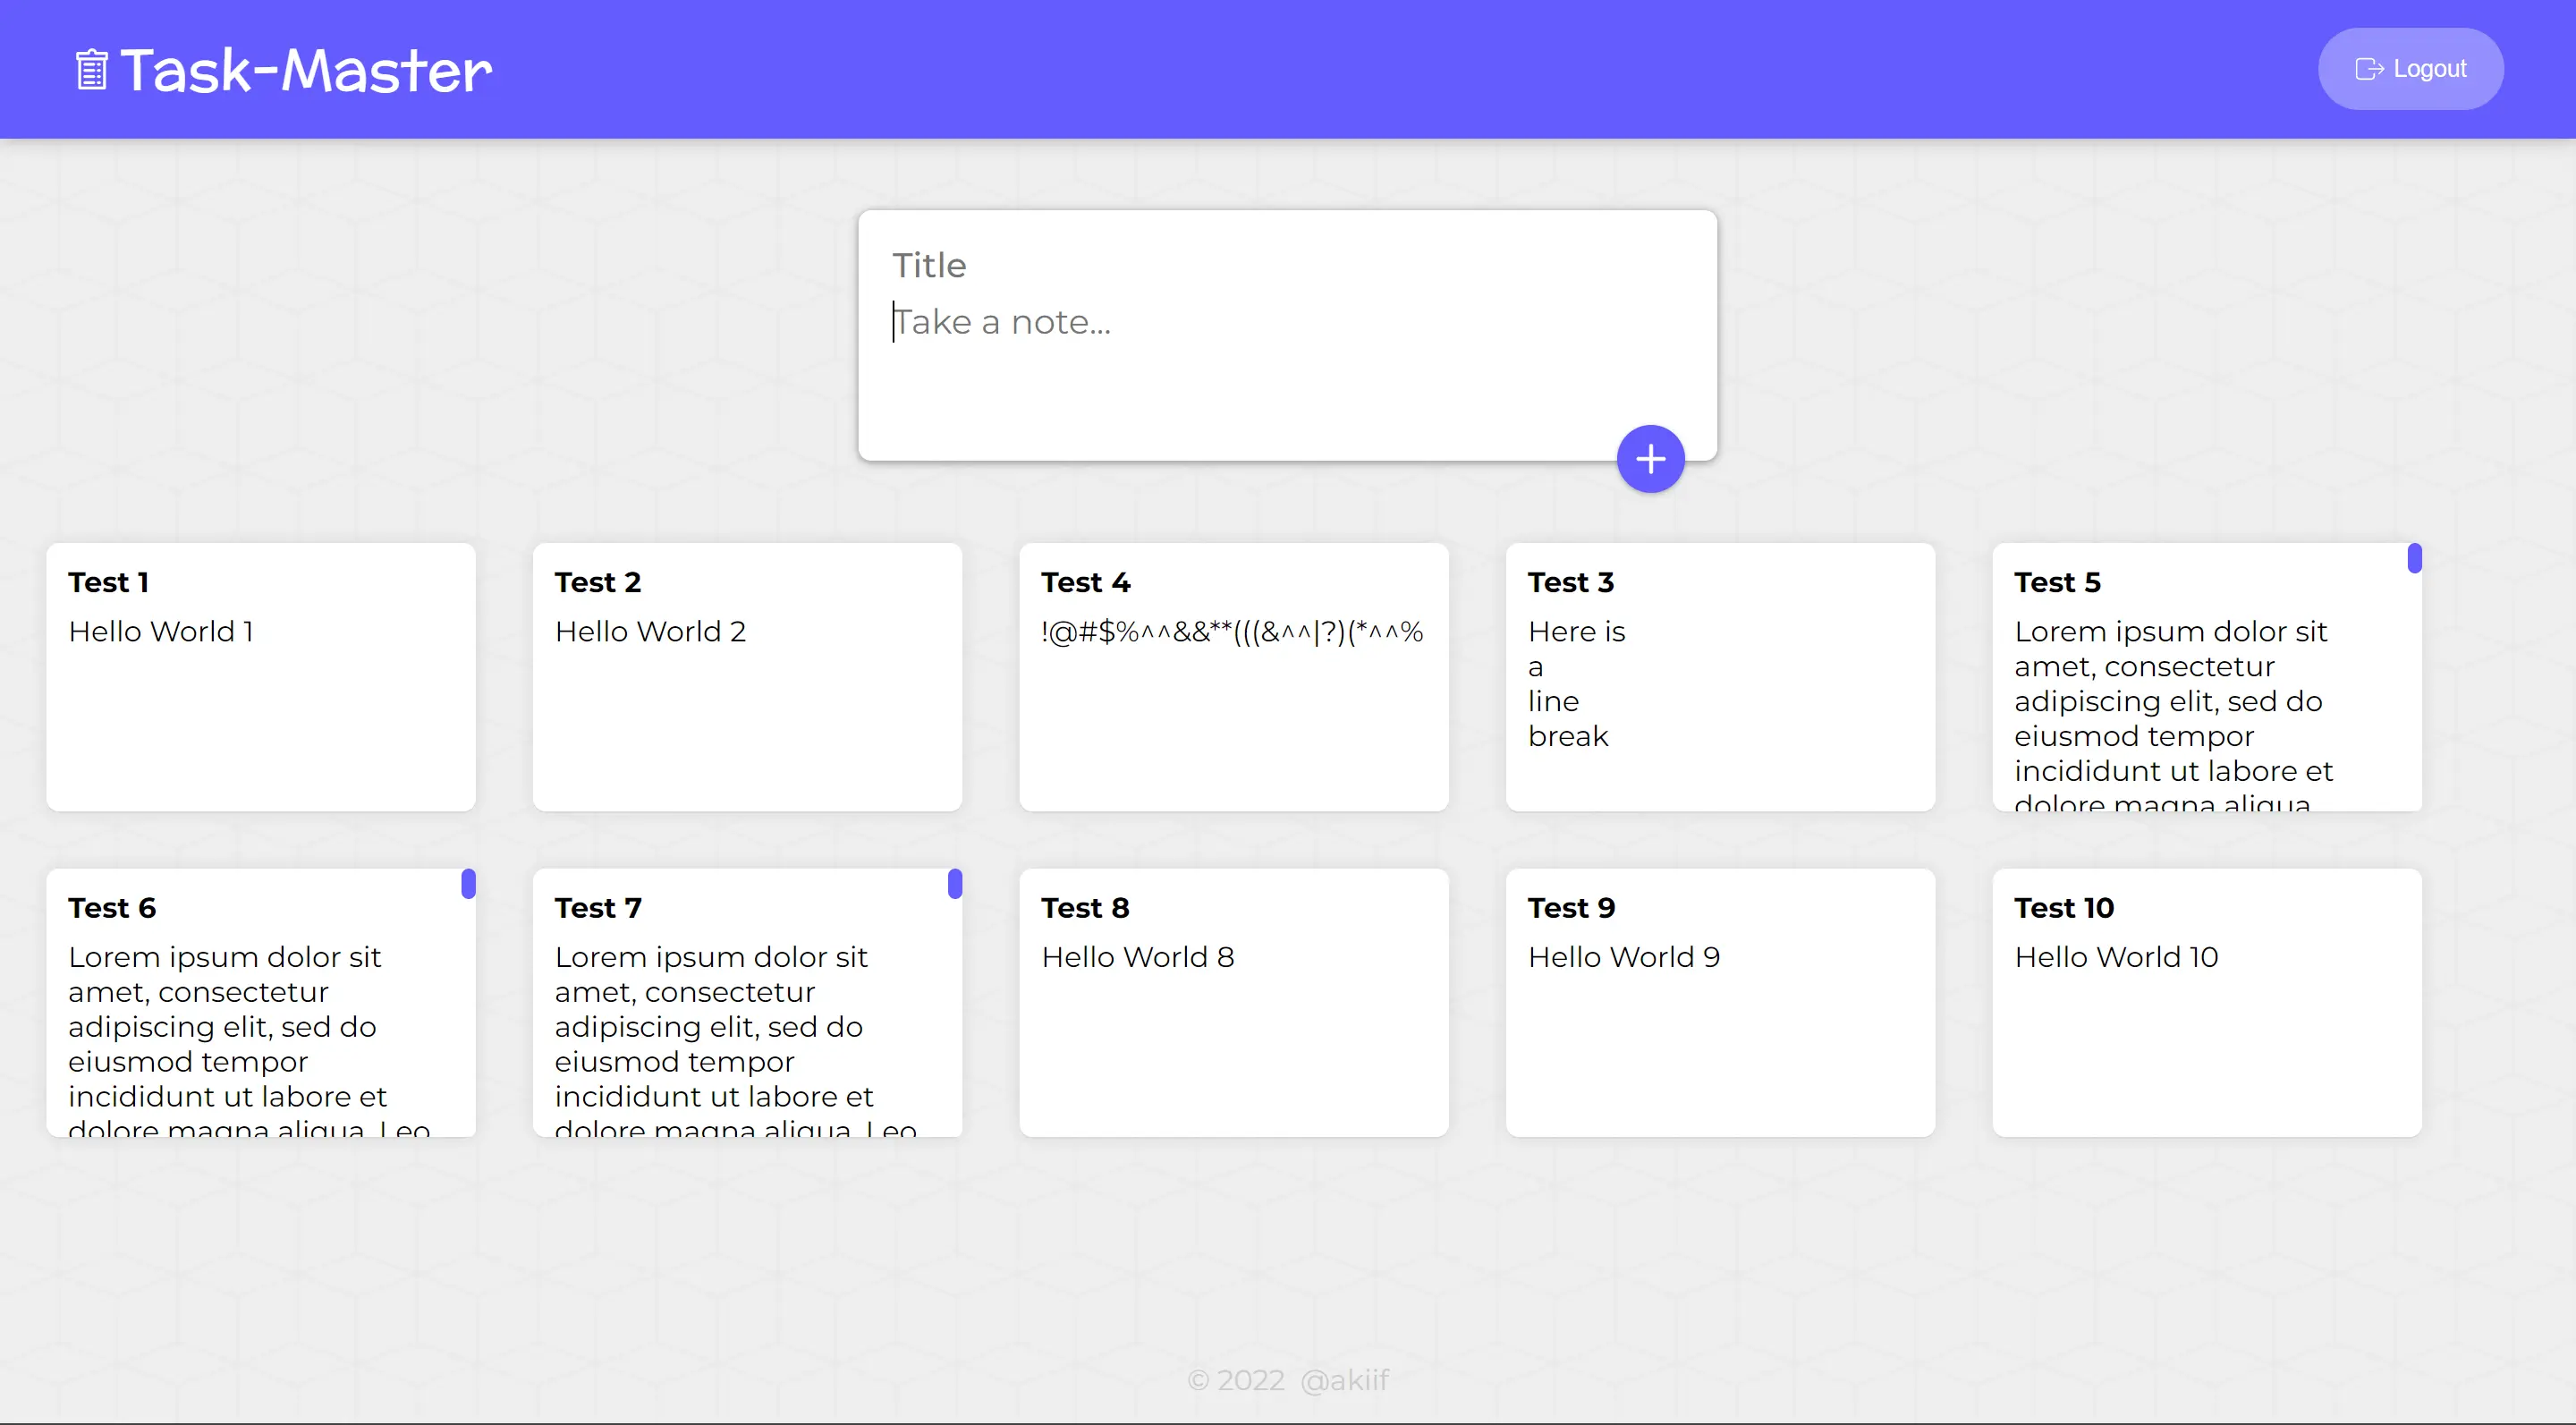 Task-Master
Logout
Title
Take a note...
Test 1
Hello World 1
Test 2
Hello World 2
Test 4
!@#$%^^&&**(((&^^|?)(*^^%
Test 3
Here is
a
line
break
Test 5
Lorem ipsum dolor sit
amet, consectetur
adipiscing elit, sed do
eiusmod tempor
incididunt ut labore et
dolore magna aliqua.
Test 6
Lorem ipsum dolor sit
amet, consectetur
adipiscing elit, sed do
eiusmod tempor
incididunt ut labore et
dolore magna aliqua. Leo
Test 7
Lorem ipsum dolor sit
amet, consectetur
adipiscing elit, sed do
eiusmod tempor
incididunt ut labore et
dolore magna aliqua. Leo
Test 8
Hello World 8
Test 9
Hello World 9
Test 10
Hello World 10
© 2022 @akiif